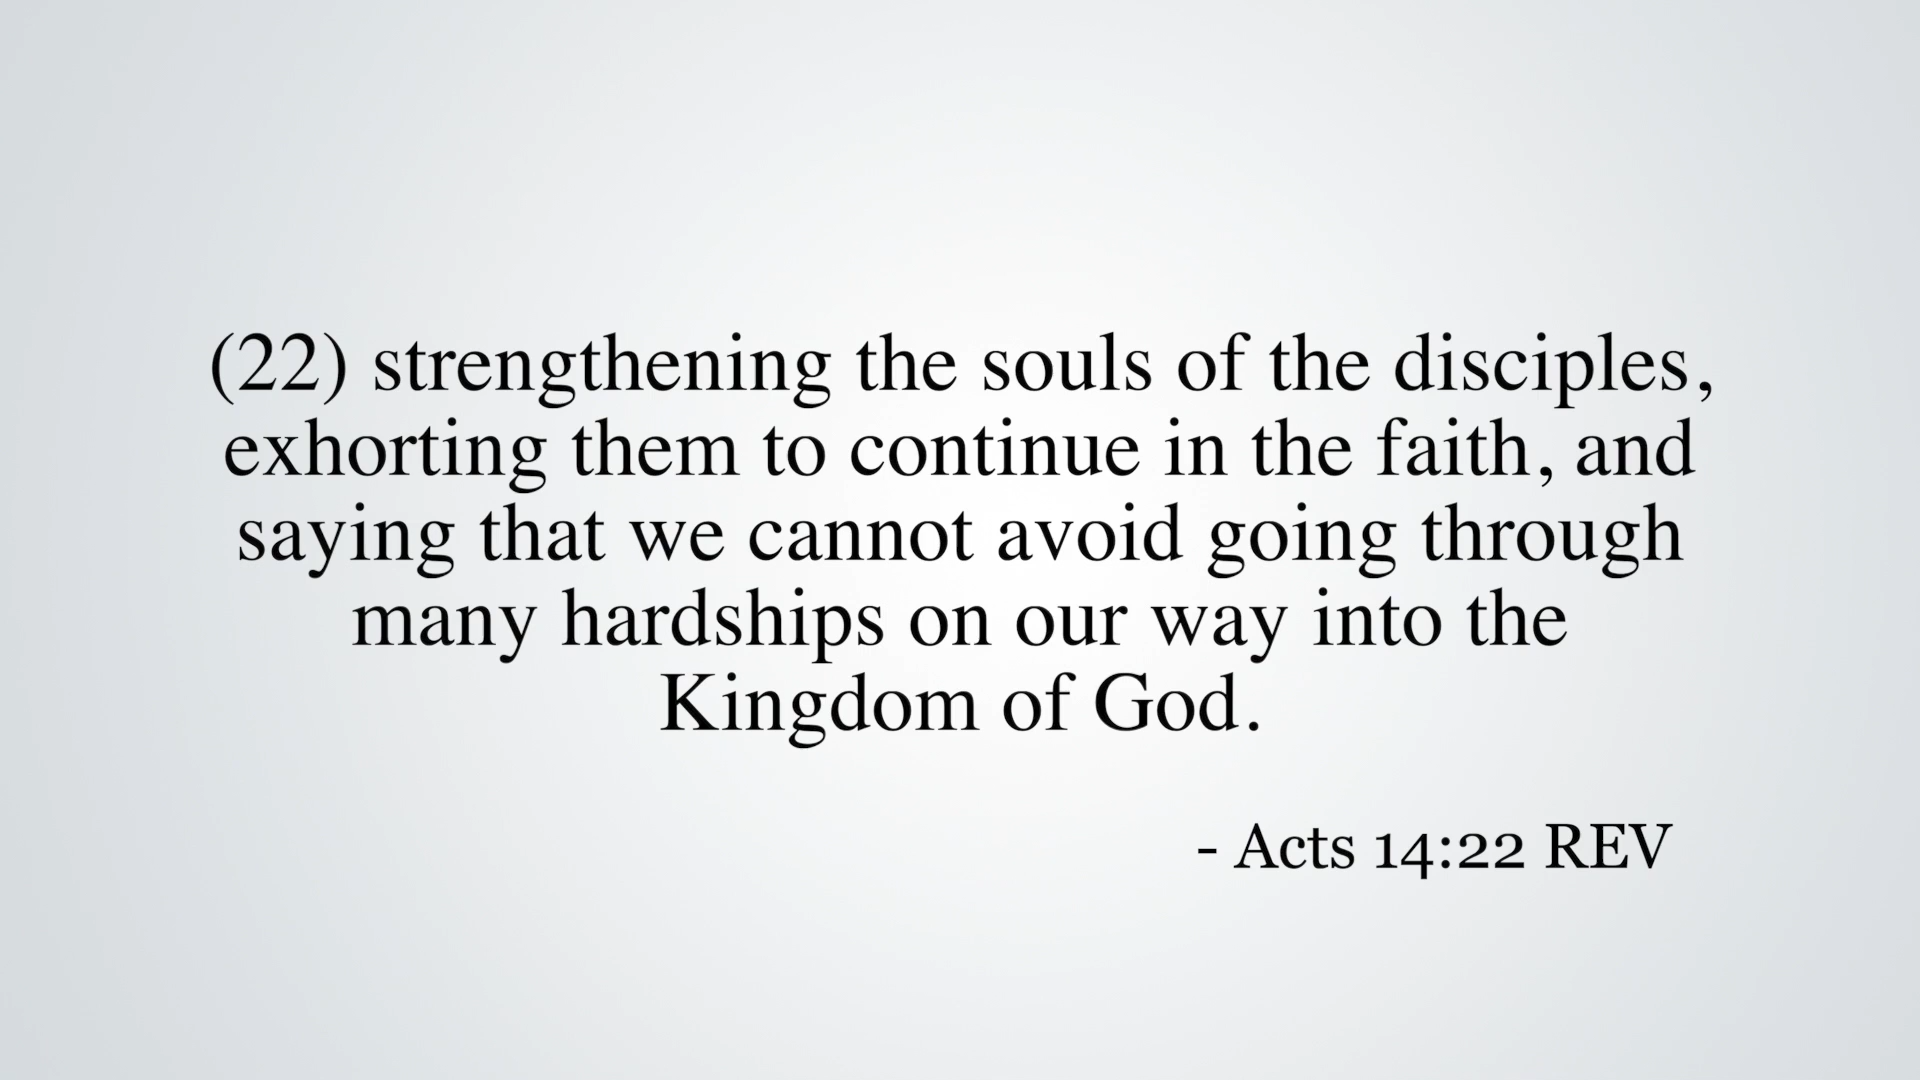 (22) strengthening the souls of the disciples,
exhorting them to continue in the faith, and
saying that we cannot avoid going through
many hardships on our way into the
Kingdom of God.
- Acts 14:22 REV